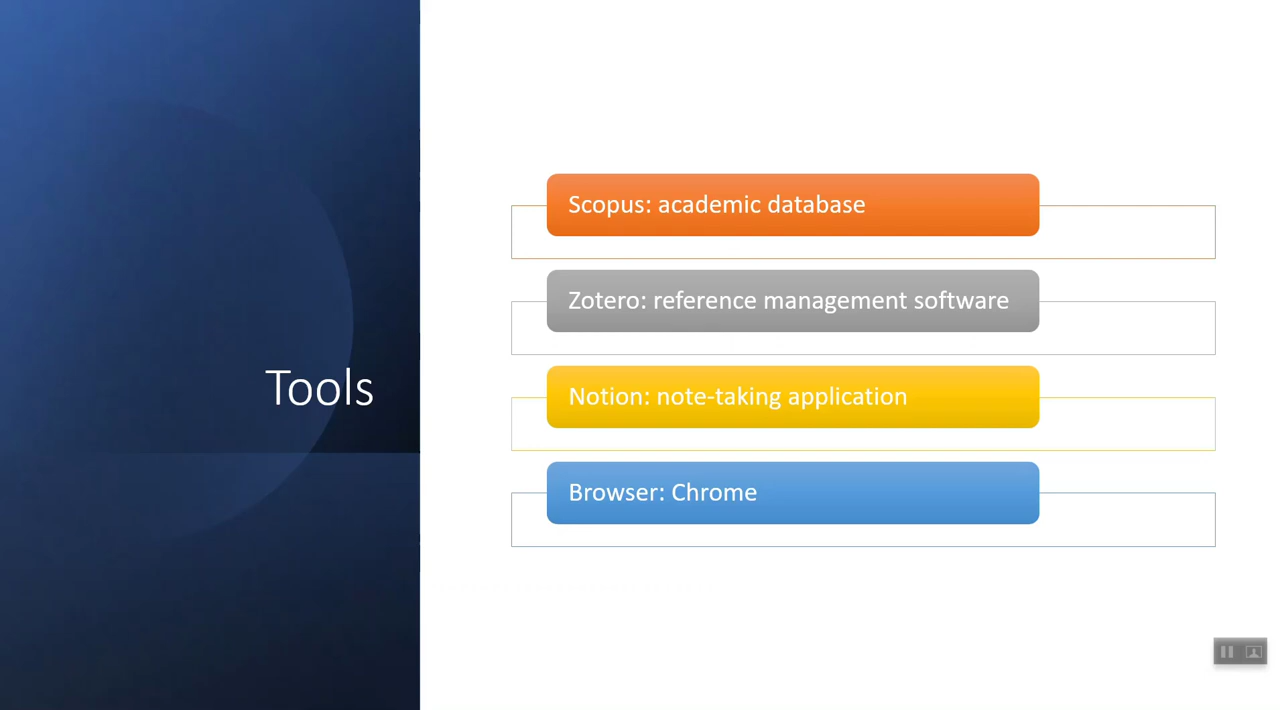 Tools
Scopus: academic database
Zotero: reference management software
Notion: note-taking application
Browser: Chrome